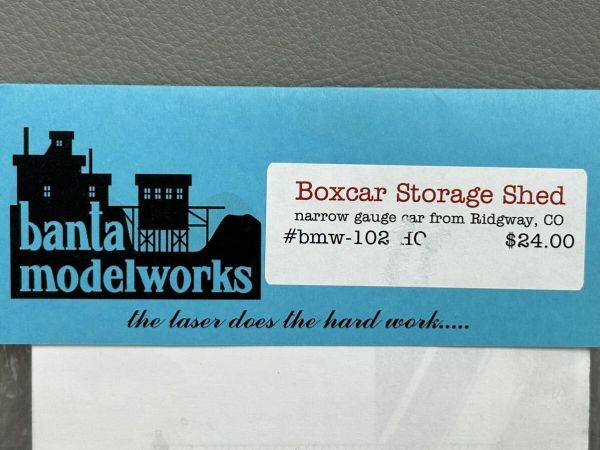 banta
modelworks
Boxcar Storage Shed
narrow gauge car from Ridgway, CO
#bmw-102 $24.00
the laser does the hard work.....